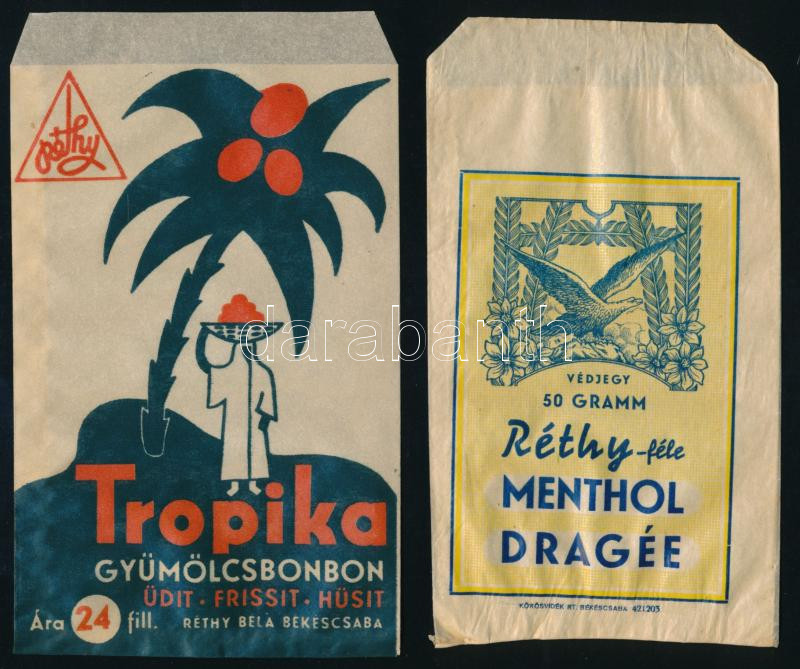 réthy
Tropika
GYÜMÖLCSBONBON
ÜDIT · FRISSIT · HÜSIT
Ára 24 fill. RÉTHY BÉLA BÉKÉSCSABA
VÉDJEGY
50 GRAMM
Réthy-féle
MENTHOL
DRAGÉE
KÖRÖSVIDÉK RT. BÉKÉSCSABA 421203
darabanth